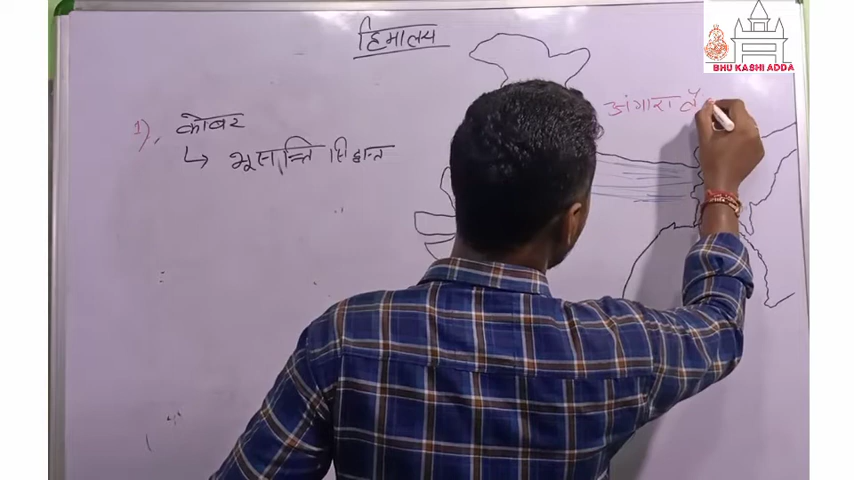 हिमालय
BHU KASHI ADDA
अंगारा
1). कोबर
↳ भूसन्नति सिद्धान्त